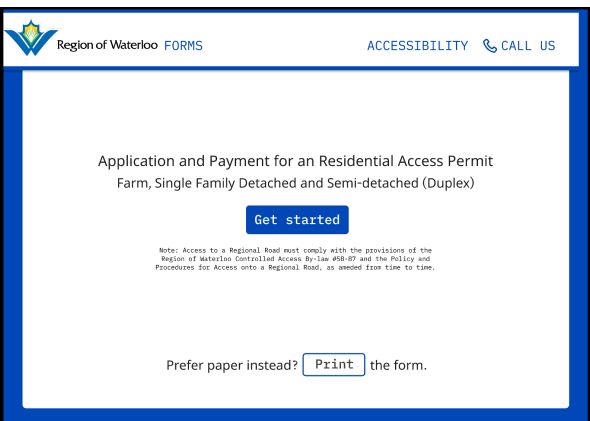 Region of Waterloo FORMS ACCESSIBILITY CALL US
Application and Payment for an Residential Access Permit
Farm, Single Family Detached and Semi-detached (Duplex)
Get started
Note: Access to a Regional Road must comply with the provisions of the
Region of Waterloo Controlled Access By-law #58-87 and the Policy and
Procedures for Access onto a Regional Road, as ameded from time to time.
Prefer paper instead? Print the form.